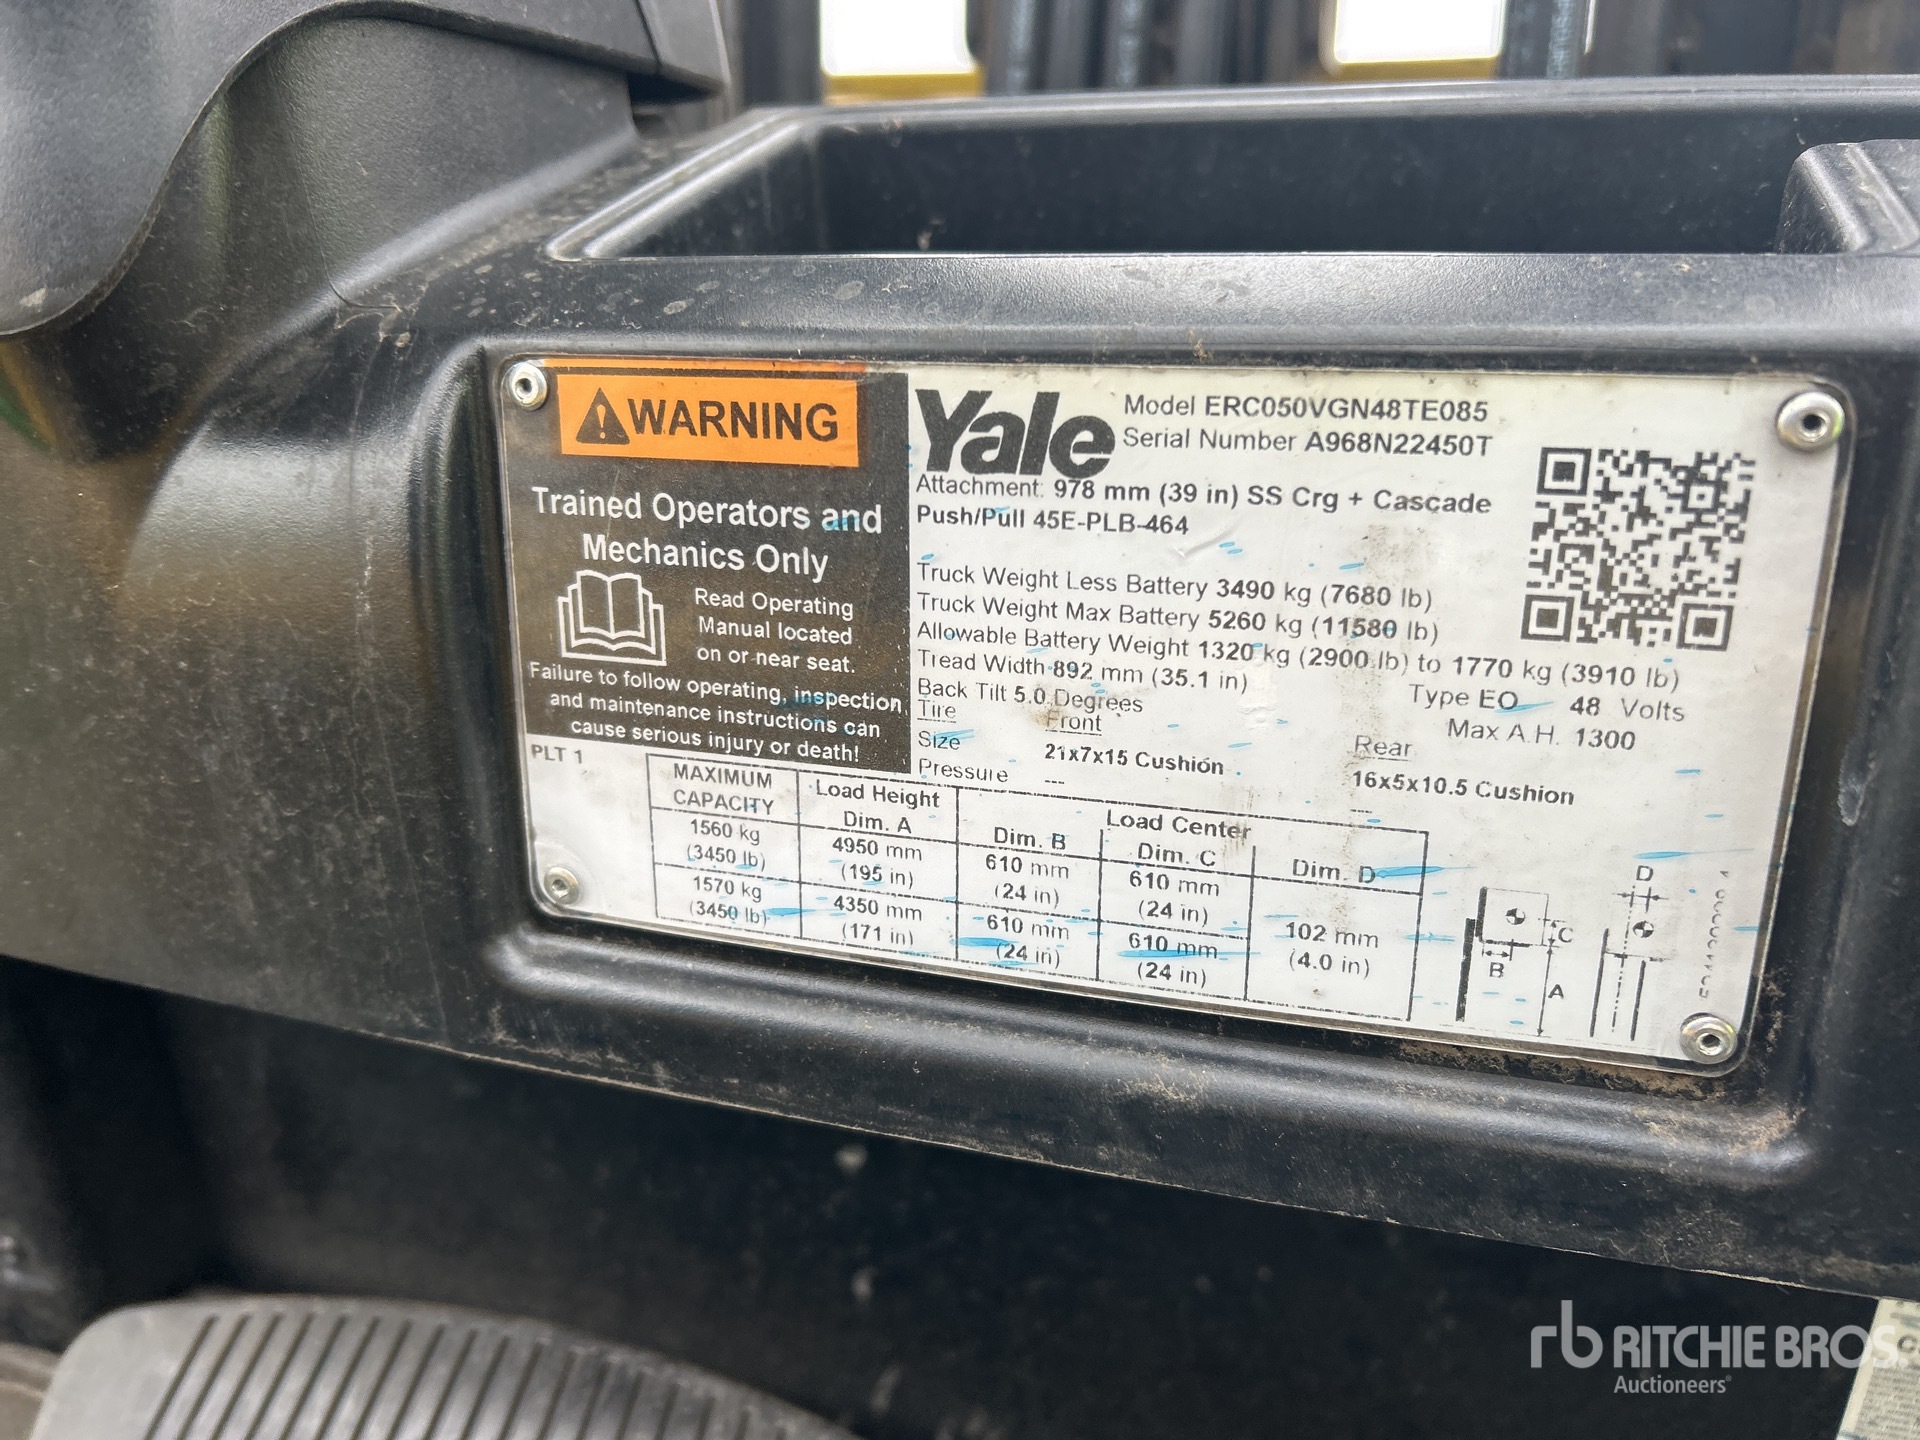 WARNING
Trained Operators and
Mechanics Only
Read Operating
Manual located
on or near seat.
Failure to follow operating, inspection
and maintenance instructions can
cause serious injury or death!
Yale
Model ERC050VGN48TE085
Serial Number A968N22450T
Attachment: 978 mm (39 in) SS Crg + Cascade
Push/Pull 45E-PLB-464
Truck Weight Less Battery 3490 kg (7680 lb)
Truck Weight Max Battery 5260 kg (11580 lb)
Allowable Battery Weight 1320 kg (2900 lb) to 1770 kg (3910 lb)
Tread Width 892 mm (35.1 in) Type EO 48 Volts
Back Tilt 5.0 Degrees Max A.H. 1300
Tire Front Rear
Size 21x7x15 Cushion 16x5x10.5 Cushion
Pressure --- ---
PLT 1
MAXIMUM CAPACITY Load Height Dim. A Load Center
Dim. B Dim. C Dim. D
1560 kg 4950 mm 610 mm 610 mm
(3450 lb) (195 in) (24 in) (24 in)
1570 kg 4350 mm 610 mm 610 mm 102 mm
(3450 lb) (171 in) (24 in) (24 in) (4.0 in)
D
C
B
A
rb RITCHIE BROS.
Auctioneers